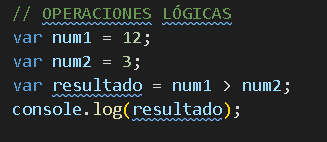 // OPERACIONES LÓGICAS
var num1 = 12;
var num2 = 3;
var resultado = num1 > num2;
console.log(resultado);